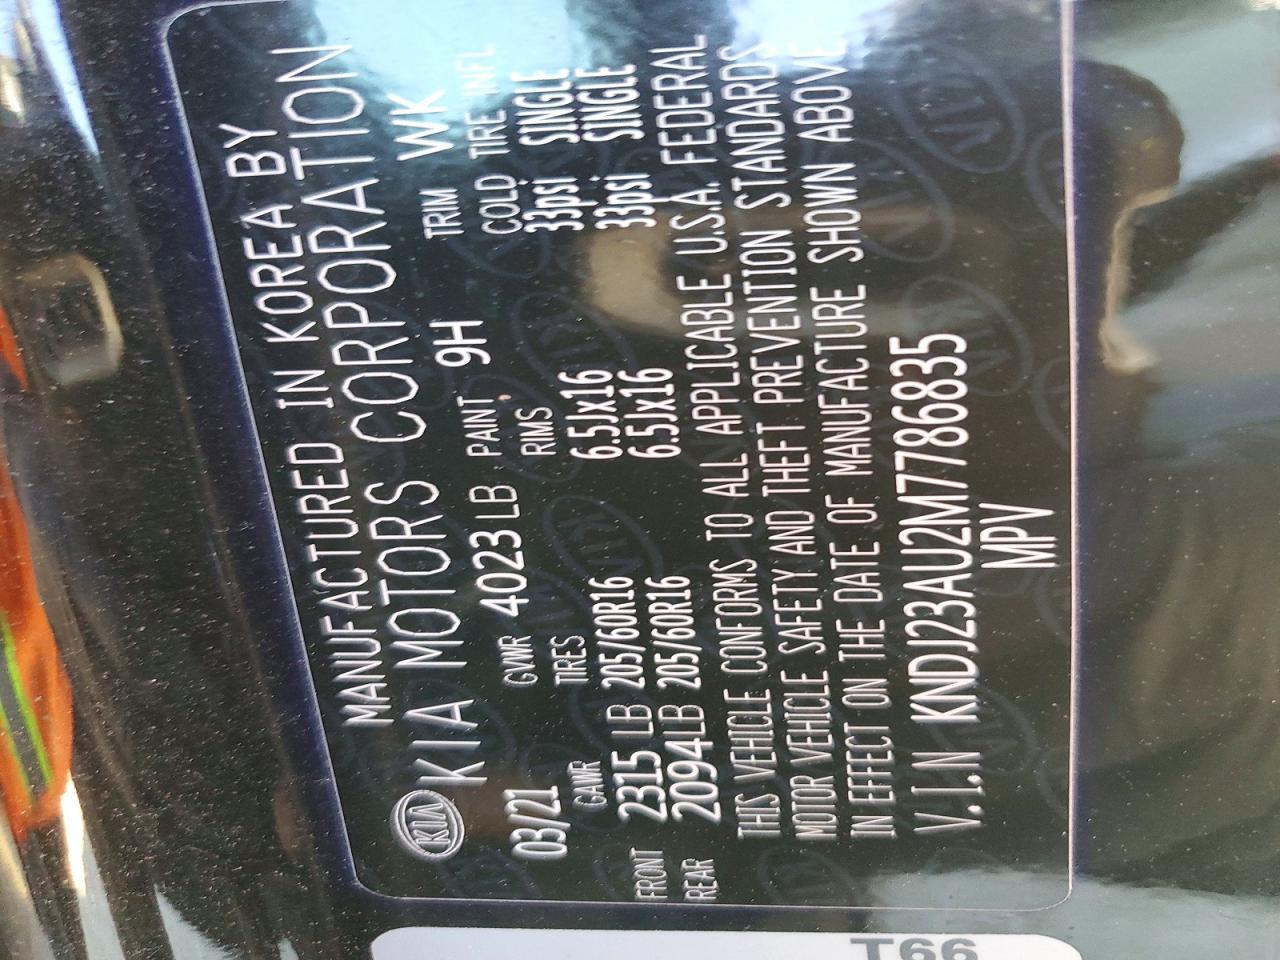 MANUFACTURED IN KOREA BY
KIA KIA MOTORS CORPORATION
03/21 GVWR 4023LB PAINT 9H TRIM WK
GAWR TIRES RIMS COLD TIRE INFL
FRONT 2315 LB 205/60R16 6.5Jx16 33psi SINGLE
REAR 2094LB 205/60R16 6.5Jx16 33psi SINGLE
THIS VEHICLE CONFORMS TO ALL APPLICABLE U.S.A. FEDERAL
MOTOR VEHICLE SAFETY AND THEFT PREVENTION STANDARDS
IN EFFECT ON THE DATE OF MANUFACTURE SHOWN ABOVE
V.I.N KNDJ23AU2M7786835
MPV
T66